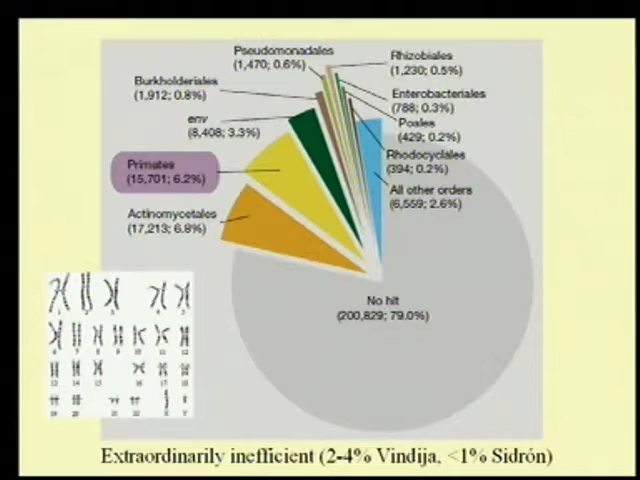 Pseudomonadales
(1,470; 0.6%)
Rhizobiales
(1,230; 0.5%)
Burkholderiales
(1,912; 0.8%)
Enterobacteriales
(788; 0.3%)
env
(8,408; 3.3%)
Poales
(429; 0.2%)
Primates
(15,701; 6.2%)
Rhodocyclales
(394; 0.2%)
All other orders
(6,559; 2.6%)
Actinomycetales
(17,213; 6.8%)
No hit
(200,829; 79.0%)
Extraordinarily inefficient (2-4% Vindija, <1% Sidrón)